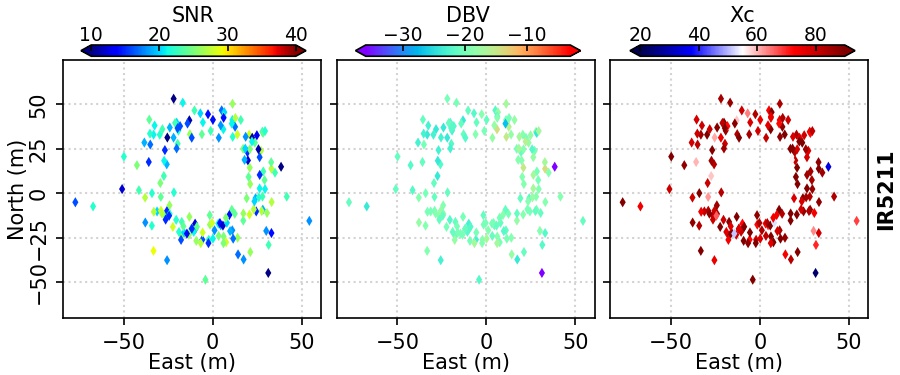 SNR DBV Xc
10 20 30 40 −30 −20 −10 20 40 60 80
50
25
0
−25
−50
North (m)
−50 0 50 −50 0 50 −50 0 50
East (m) East (m) East (m)
IR5211